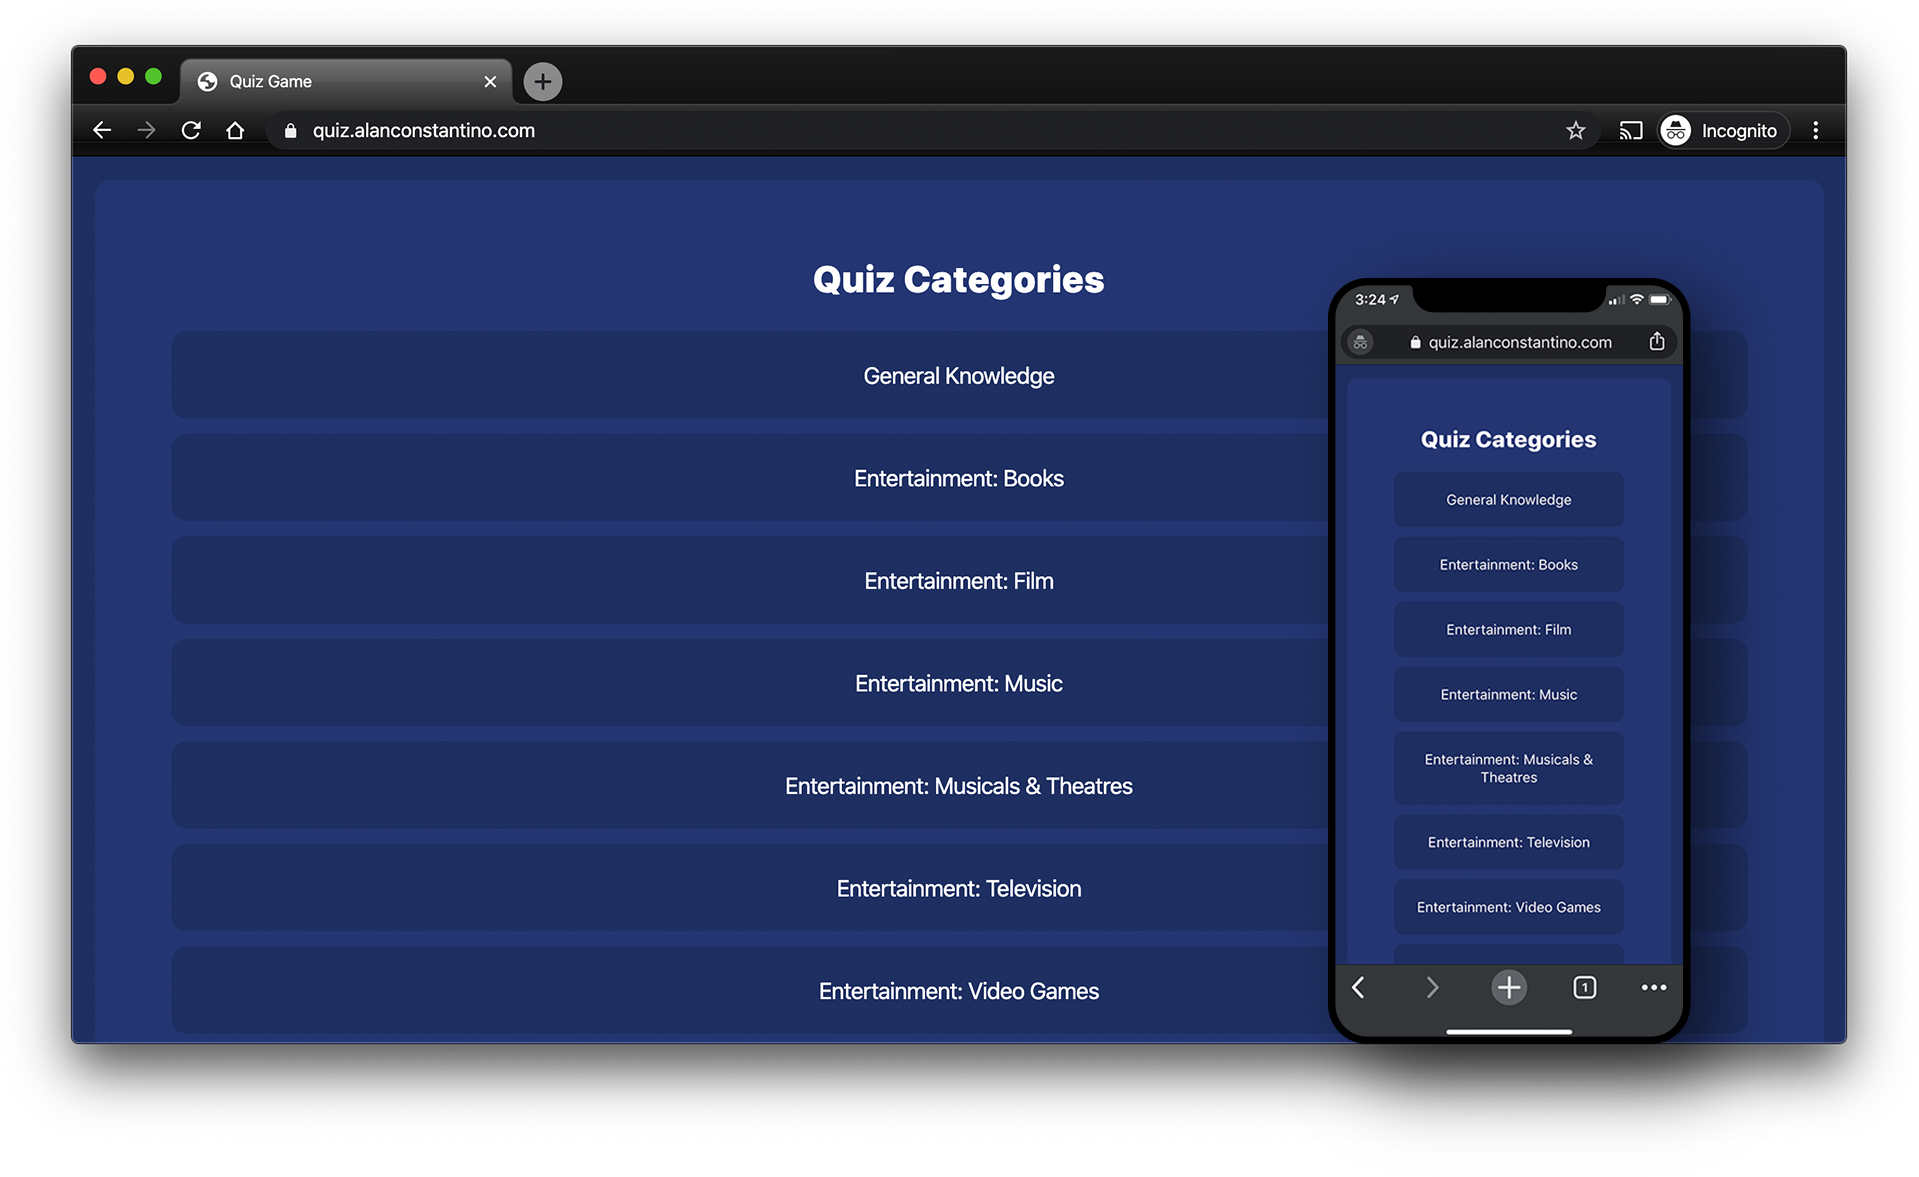 Quiz Game
quiz.alanconstantino.com
Incognito
Quiz Categories
General Knowledge
Entertainment: Books
Entertainment: Film
Entertainment: Music
Entertainment: Musicals & Theatres
Entertainment: Television
Entertainment: Video Games
3:24
quiz.alanconstantino.com
Quiz Categories
General Knowledge
Entertainment: Books
Entertainment: Film
Entertainment: Music
Entertainment: Musicals &
Theatres
Entertainment: Television
Entertainment: Video Games
1